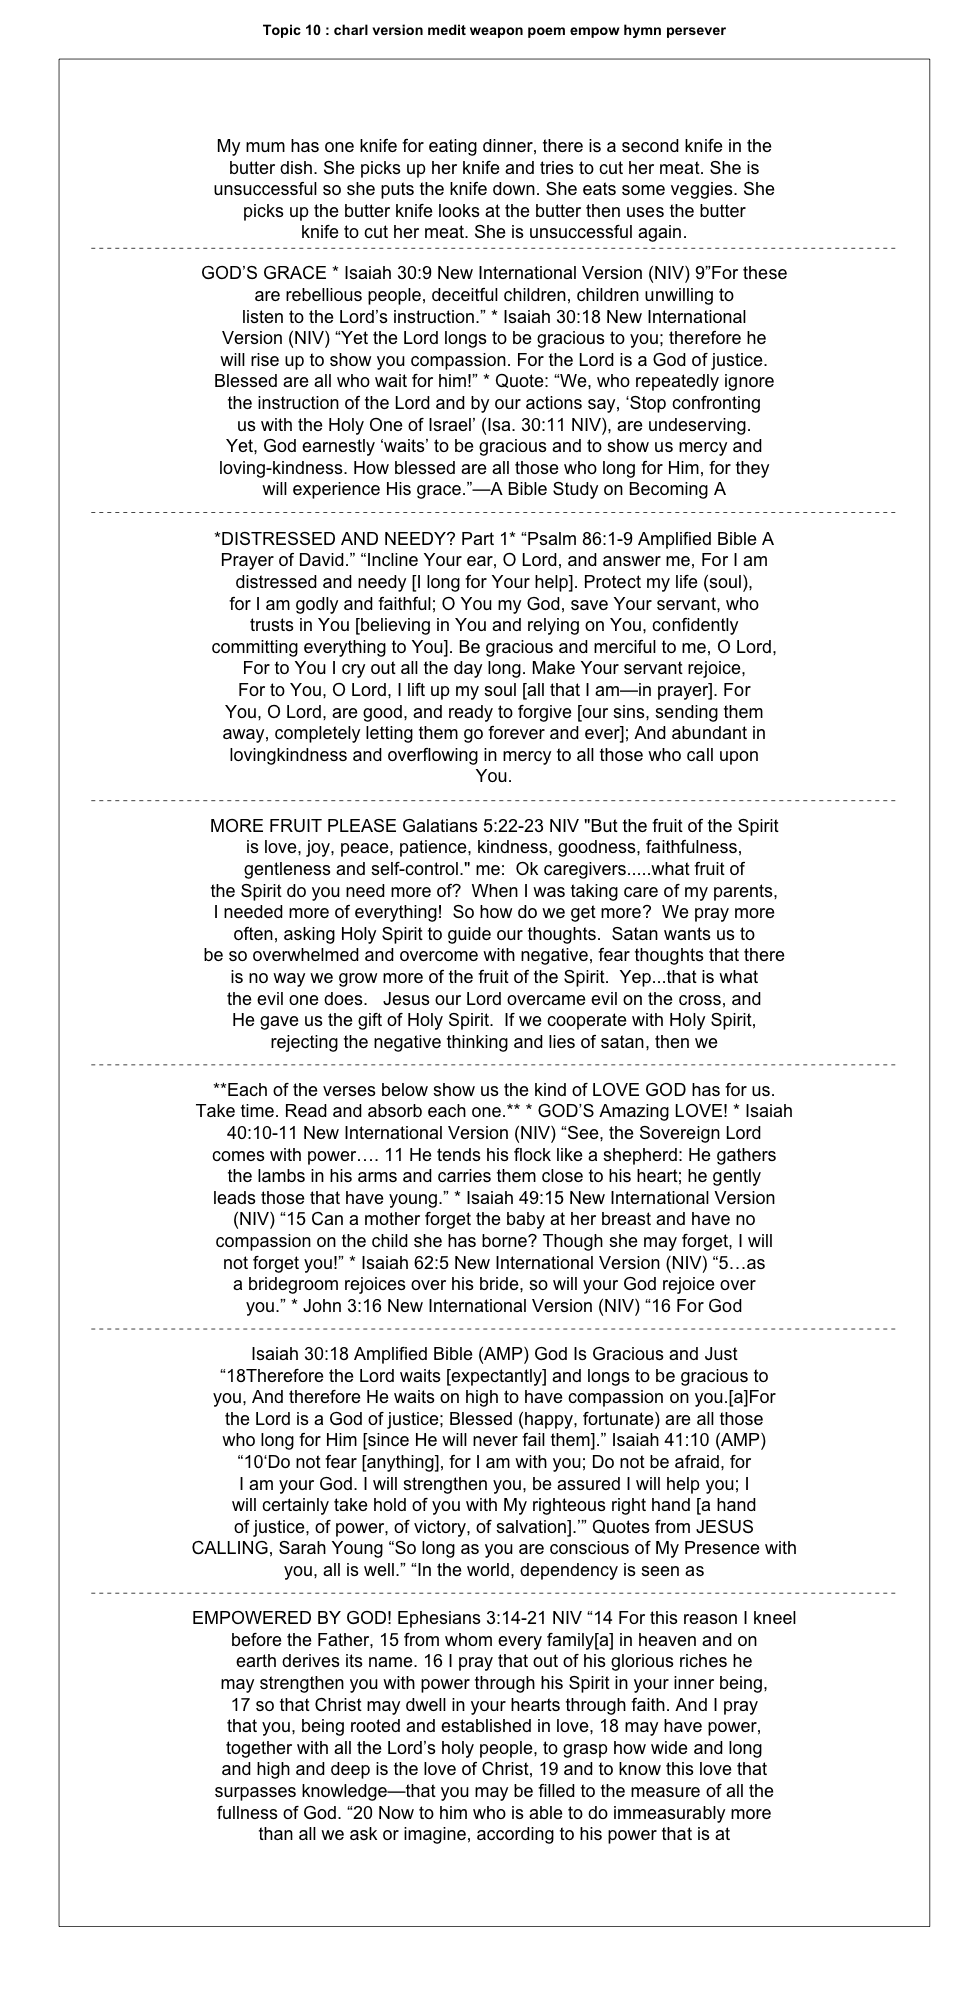 Topic 10 : charl version medit weapon poem empow hymn persever
My mum has one knife for eating dinner, there is a second knife in the
butter dish. She picks up her knife and tries to cut her meat. She is
unsuccessful so she puts the knife down. She eats some veggies. She
picks up the butter knife looks at the butter then uses the butter
knife to cut her meat. She is unsuccessful again.
GOD’S GRACE * Isaiah 30:9 New International Version (NIV) 9”For these
are rebellious people, deceitful children, children unwilling to
listen to the Lord’s instruction.” * Isaiah 30:18 New International
Version (NIV) “Yet the Lord longs to be gracious to you; therefore he
will rise up to show you compassion. For the Lord is a God of justice.
Blessed are all who wait for him!” * Quote: “We, who repeatedly ignore
the instruction of the Lord and by our actions say, ‘Stop confronting
us with the Holy One of Israel’ (Isa. 30:11 NIV), are undeserving.
Yet, God earnestly ‘waits’ to be gracious and to show us mercy and
loving-kindness. How blessed are all those who long for Him, for they
will experience His grace.”—A Bible Study on Becoming A
*DISTRESSED AND NEEDY? Part 1* “Psalm 86:1-9 Amplified Bible A
Prayer of David.” “Incline Your ear, O Lord, and answer me, For I am
distressed and needy [I long for Your help]. Protect my life (soul),
for I am godly and faithful; O You my God, save Your servant, who
trusts in You [believing in You and relying on You, confidently
committing everything to You]. Be gracious and merciful to me, O Lord,
For to You I cry out all the day long. Make Your servant rejoice,
For to You, O Lord, I lift up my soul [all that I am—in prayer]. For
You, O Lord, are good, and ready to forgive [our sins, sending them
away, completely letting them go forever and ever]; And abundant in
lovingkindness and overflowing in mercy to all those who call upon
You.
MORE FRUIT PLEASE Galatians 5:22-23 NIV "But the fruit of the Spirit
is love, joy, peace, patience, kindness, goodness, faithfulness,
gentleness and self-control." me:  Ok caregivers.....what fruit of
the Spirit do you need more of?  When I was taking care of my parents,
I needed more of everything!  So how do we get more?  We pray more
often, asking Holy Spirit to guide our thoughts.  Satan wants us to
be so overwhelmed and overcome with negative, fear thoughts that there
is no way we grow more of the fruit of the Spirit.  Yep...that is what
the evil one does.   Jesus our Lord overcame evil on the cross, and
He gave us the gift of Holy Spirit.  If we cooperate with Holy Spirit,
rejecting the negative thinking and lies of satan, then we
**Each of the verses below show us the kind of LOVE GOD has for us.
Take time. Read and absorb each one.** * GOD’S Amazing LOVE! * Isaiah
40:10-11 New International Version (NIV) “See, the Sovereign Lord
comes with power…. 11 He tends his flock like a shepherd: He gathers
the lambs in his arms and carries them close to his heart; he gently
leads those that have young.” * Isaiah 49:15 New International Version
(NIV) “15 Can a mother forget the baby at her breast and have no
compassion on the child she has borne? Though she may forget, I will
not forget you!” * Isaiah 62:5 New International Version (NIV) “5…as
a bridegroom rejoices over his bride, so will your God rejoice over
you.” * John 3:16 New International Version (NIV) “16 For God
Isaiah 30:18 Amplified Bible (AMP) God Is Gracious and Just
“18Therefore the Lord waits [expectantly] and longs to be gracious to
you, And therefore He waits on high to have compassion on you.[a]For
the Lord is a God of justice; Blessed (happy, fortunate) are all those
who long for Him [since He will never fail them].” Isaiah 41:10 (AMP)
“10‘Do not fear [anything], for I am with you; Do not be afraid, for
I am your God. I will strengthen you, be assured I will help you; I
will certainly take hold of you with My righteous right hand [a hand
of justice, of power, of victory, of salvation].’” Quotes from JESUS
CALLING, Sarah Young “So long as you are conscious of My Presence with
you, all is well.” “In the world, dependency is seen as
EMPOWERED BY GOD! Ephesians 3:14-21 NIV “14 For this reason I kneel
before the Father, 15 from whom every family[a] in heaven and on
earth derives its name. 16 I pray that out of his glorious riches he
may strengthen you with power through his Spirit in your inner being,
17 so that Christ may dwell in your hearts through faith. And I pray
that you, being rooted and established in love, 18 may have power,
together with all the Lord’s holy people, to grasp how wide and long
and high and deep is the love of Christ, 19 and to know this love that
surpasses knowledge—that you may be filled to the measure of all the
fullness of God. “20 Now to him who is able to do immeasurably more
than all we ask or imagine, according to his power that is at